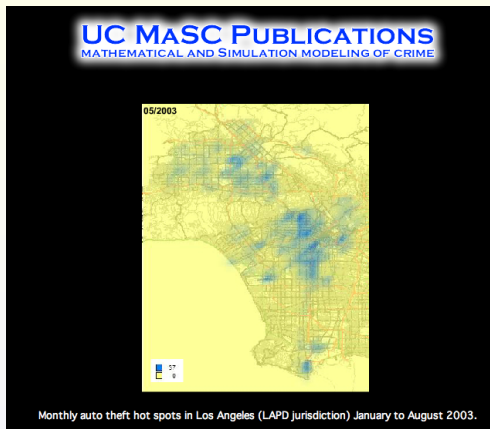 UC MaSC Publications
MATHEMATICAL AND SIMULATION MODELING OF CRIME
05/2003
57
0
Monthly auto theft hot spots in Los Angeles (LAPD jurisdiction) January to August 2003.